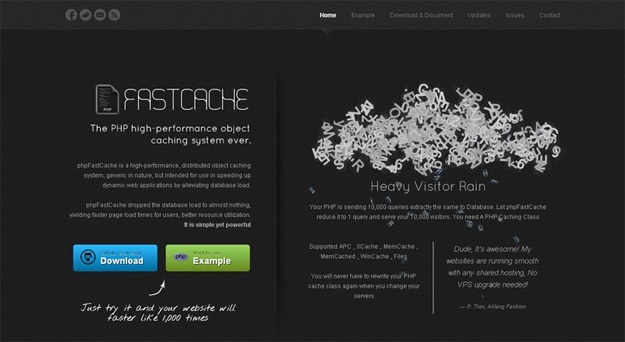 Home Example Download & Document Updates Issues Contact
PHP
FASTCACHE
The PHP high-performance object
caching system ever.
phpFastCache is a high-performance, distributed object caching
system, generic in nature, but intended for use in speeding up
dynamic web applications by alleviating database load.
phpFastCache dropped the database load to almost nothing,
yielding faster page load times for users, better resource utilization.
It is simple yet powerful
Download
Example
Just try it and your website will
faster like 1,000 times
Heavy Visitor Rain
Your PHP is sending 10,000 queries extractly the same to Database. Let phpFastCache
reduce it to 1 query and serve your 10,000 visitors. You need A PHP Caching Class
Supported APC , XCache , MemCache ,
MemCached , WinCache , Files
You will never have to rewrite your PHP
cache class again when you change your
servers
Dude, It's awesome! My
websites are running smooth
with any shared hosting, No
VPS upgrade needed!
— P. Tian, Alilang Fashion